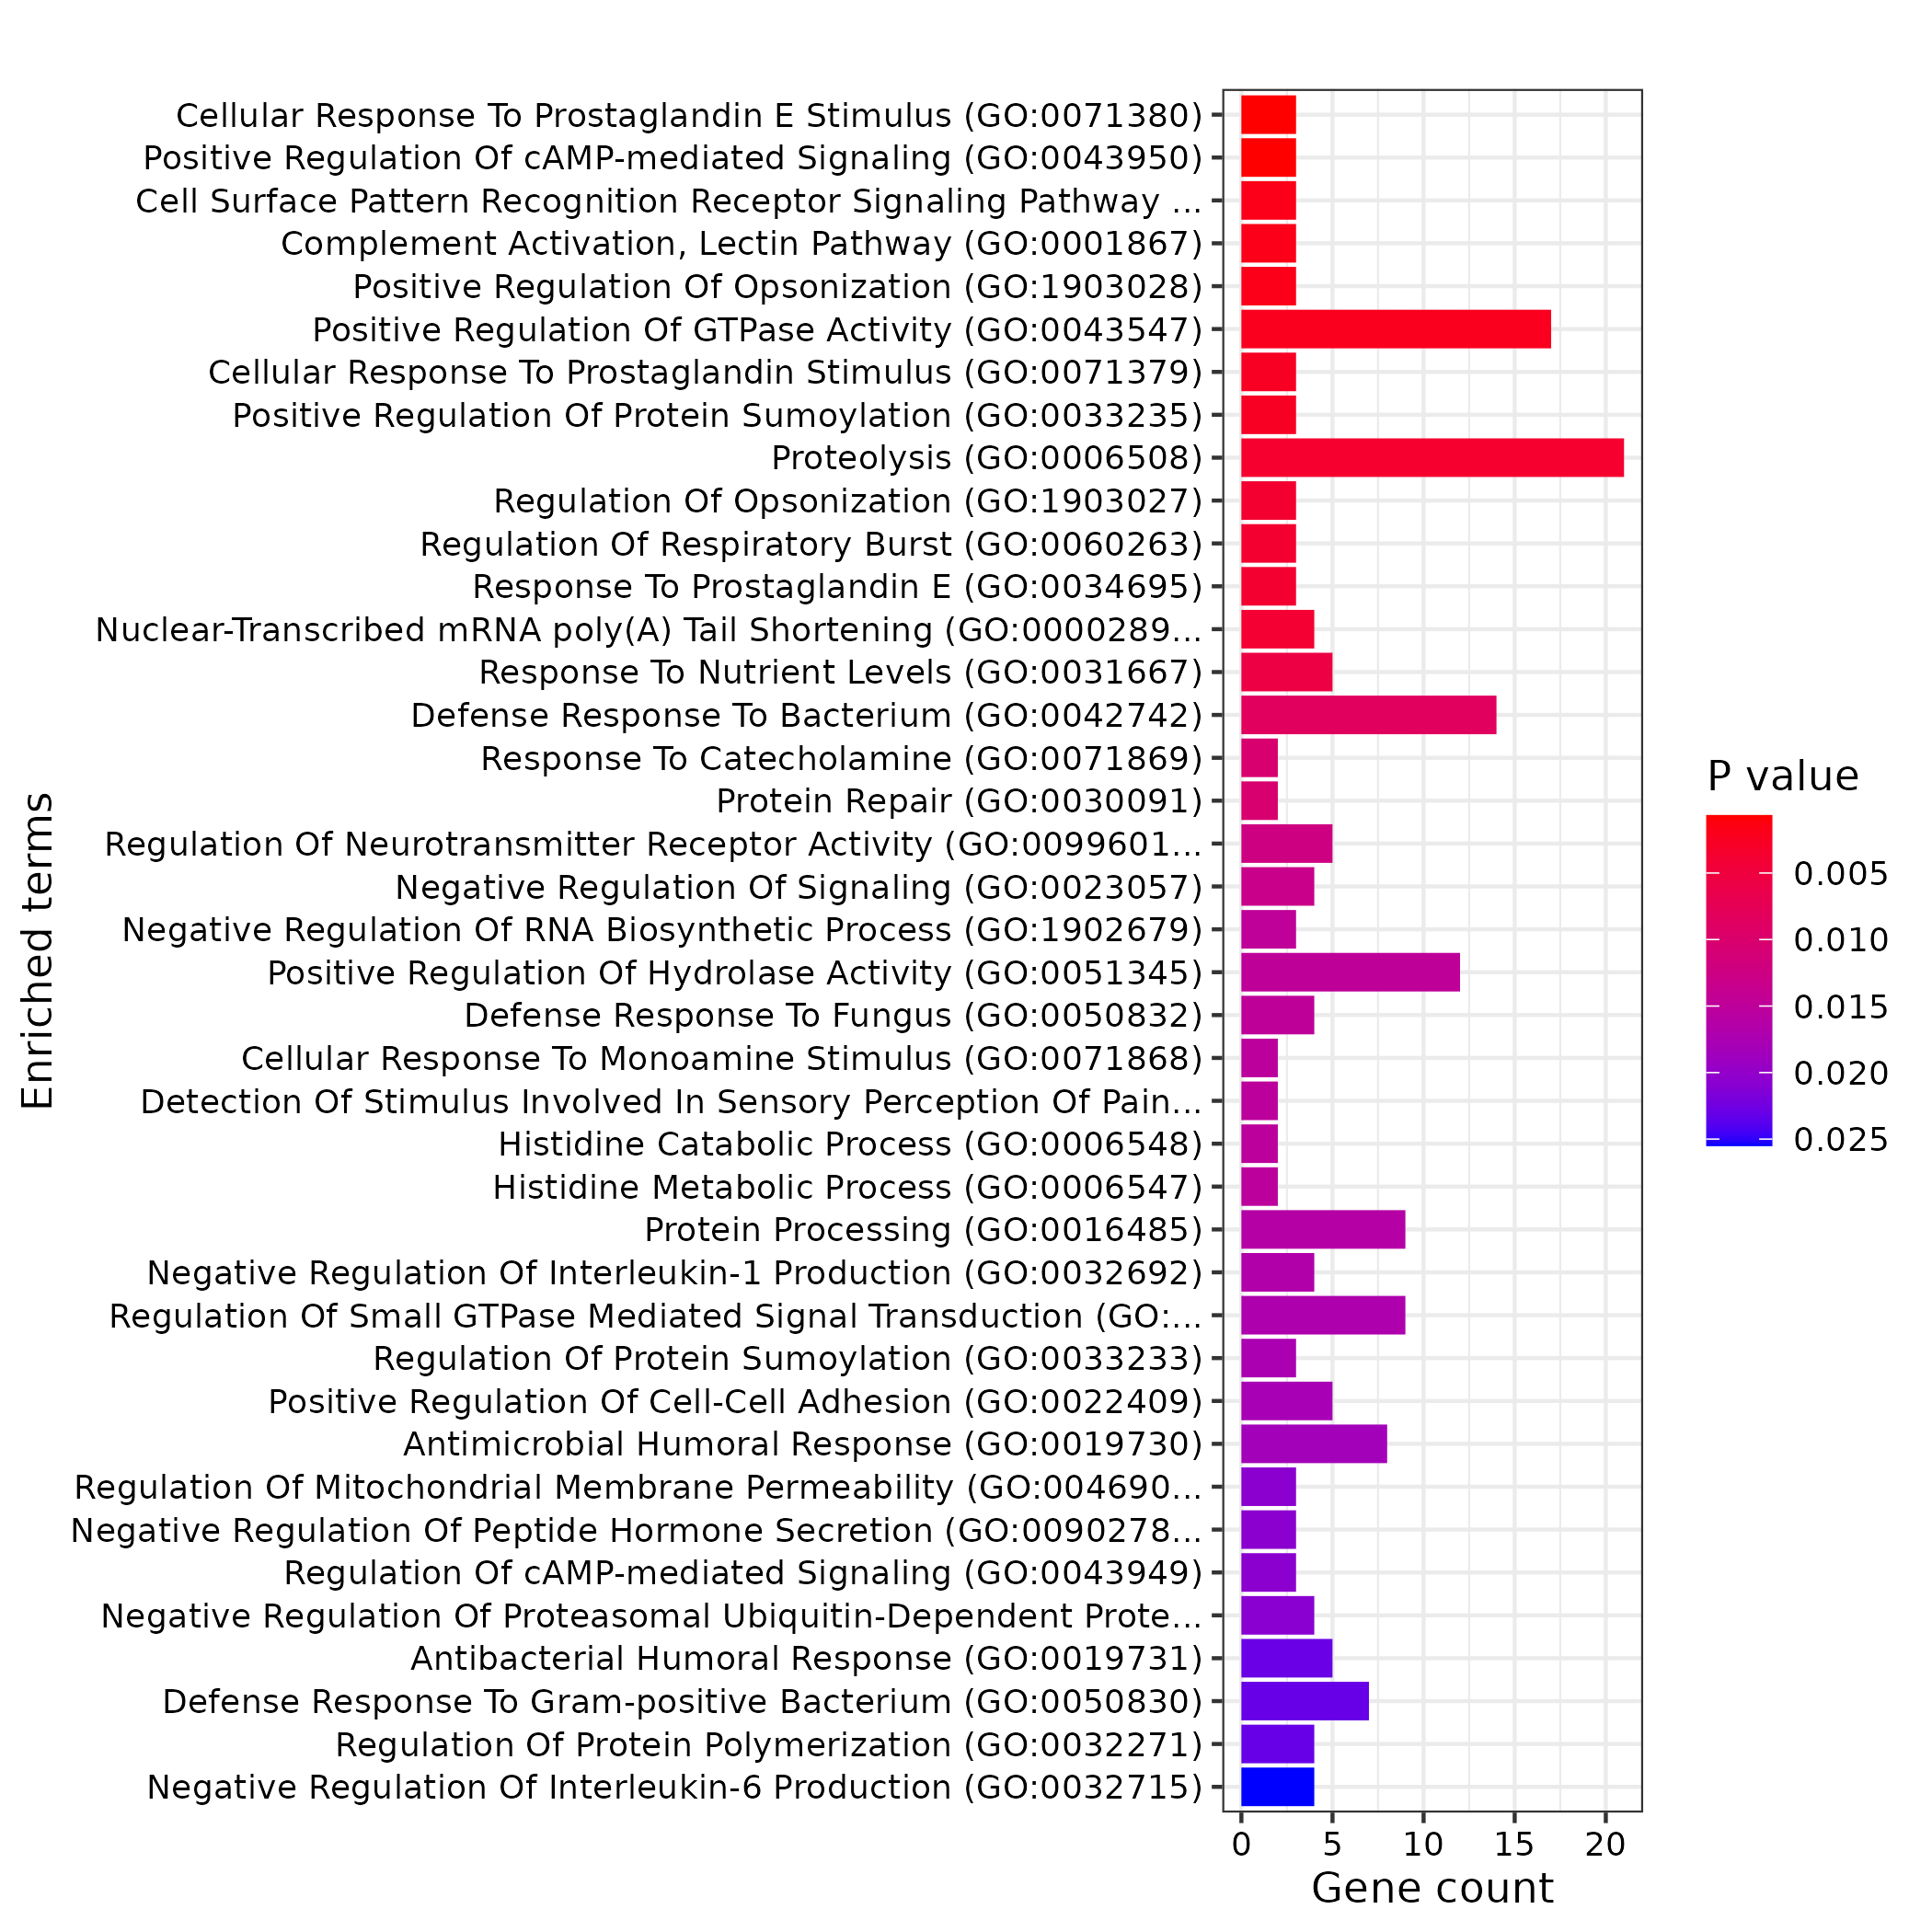 Cellular Response To Prostaglandin E Stimulus (GO:0071380)
Positive Regulation Of cAMP-mediated Signaling (GO:0043950)
Cell Surface Pattern Recognition Receptor Signaling Pathway ...
Complement Activation, Lectin Pathway (GO:0001867)
Positive Regulation Of Opsonization (GO:1903028)
Positive Regulation Of GTPase Activity (GO:0043547)
Cellular Response To Prostaglandin Stimulus (GO:0071379)
Positive Regulation Of Protein Sumoylation (GO:0033235)
Proteolysis (GO:0006508)
Regulation Of Opsonization (GO:1903027)
Regulation Of Respiratory Burst (GO:0060263)
Response To Prostaglandin E (GO:0034695)
Nuclear-Transcribed mRNA poly(A) Tail Shortening (GO:0000289...
Response To Nutrient Levels (GO:0031667)
Defense Response To Bacterium (GO:0042742)
Response To Catecholamine (GO:0071869)
Protein Repair (GO:0030091)
Regulation Of Neurotransmitter Receptor Activity (GO:0099601...
Negative Regulation Of Signaling (GO:0023057)
Negative Regulation Of RNA Biosynthetic Process (GO:1902679)
Positive Regulation Of Hydrolase Activity (GO:0051345)
Defense Response To Fungus (GO:0050832)
Cellular Response To Monoamine Stimulus (GO:0071868)
Detection Of Stimulus Involved In Sensory Perception Of Pain...
Histidine Catabolic Process (GO:0006548)
Histidine Metabolic Process (GO:0006547)
Protein Processing (GO:0016485)
Negative Regulation Of Interleukin-1 Production (GO:0032692)
Regulation Of Small GTPase Mediated Signal Transduction (GO:...
Regulation Of Protein Sumoylation (GO:0033233)
Positive Regulation Of Cell-Cell Adhesion (GO:0022409)
Antimicrobial Humoral Response (GO:0019730)
Regulation Of Mitochondrial Membrane Permeability (GO:004690...
Negative Regulation Of Peptide Hormone Secretion (GO:0090278...
Regulation Of cAMP-mediated Signaling (GO:0043949)
Negative Regulation Of Proteasomal Ubiquitin-Dependent Prote...
Antibacterial Humoral Response (GO:0019731)
Defense Response To Gram-positive Bacterium (GO:0050830)
Regulation Of Protein Polymerization (GO:0032271)
Negative Regulation Of Interleukin-6 Production (GO:0032715)
Enriched terms
0 5 10 15 20
Gene count
P value
0.005
0.010
0.015
0.020
0.025